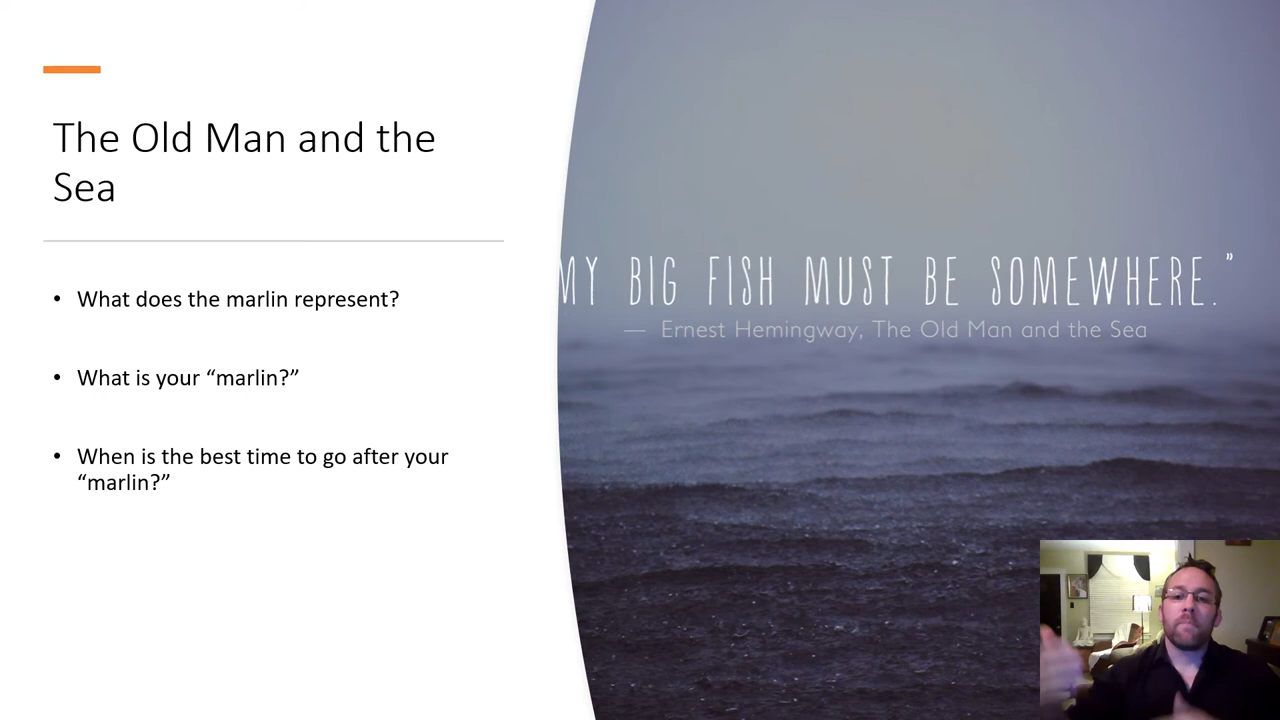 The Old Man and the
Sea
• What does the marlin represent?
• What is your “marlin?”
• When is the best time to go after your
“marlin?”
MY BIG FISH MUST BE SOMEWHERE.”
— Ernest Hemingway, The Old Man and the Sea